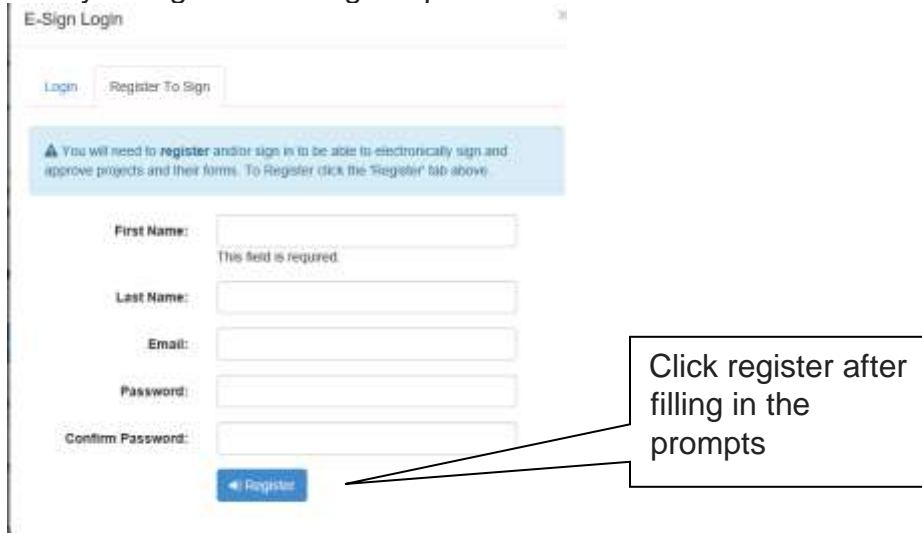 E-Sign Login
×
Login Register To Sign
You will need to register and/or sign in to be able to electronically sign and
approve projects and their forms. To Register click the 'Register' tab above.
First Name:
This field is required.
Last Name:
Email:
Password:
Confirm Password:
Register
Click register after
filling in the
prompts